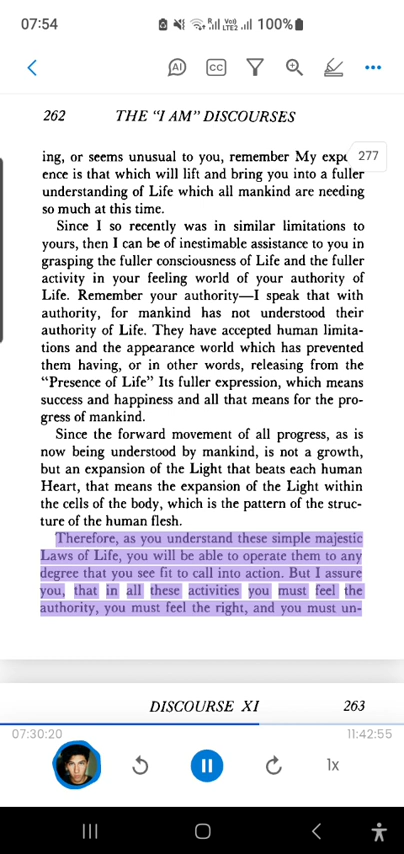 07:54
VoD
LTE2
100%
AI
CC
262 THE “I AM” DISCOURSES
277
ing, or seems unusual to you, remember My
ence is that which will lift and bring you into a fuller
understanding of Life which all mankind are needing
so much at this time.
Since I so recently was in similar limitations to
yours, then I can be of inestimable assistance to you in
grasping the fuller consciousness of Life and the fuller
activity in your feeling world of your authority of
Life. Remember your authority—I speak that with
authority, for mankind has not understood their
authority of Life. They have accepted human limita-
tions and the appearance world which has prevented
them having, or in other words, releasing from the
“Presence of Life” Its fuller expression, which means
success and happiness and all that means for the pro-
gress of mankind.
Since the forward movement of all progress, as is
now being understood by mankind, is not a growth,
but an expansion of the Light that beats each human
Heart, that means the expansion of the Light within
the cells of the body, which is the pattern of the struc-
ture of the human flesh.
Therefore, as you understand these simple majestic
Laws of Life, you will be able to operate them to any
degree that you see fit to call into action. But I assure
you, that in all these activities you must feel the
authority, you must feel the right, and you must un-
DISCOURSE XI 263
07:30:20 11:42:55
1x